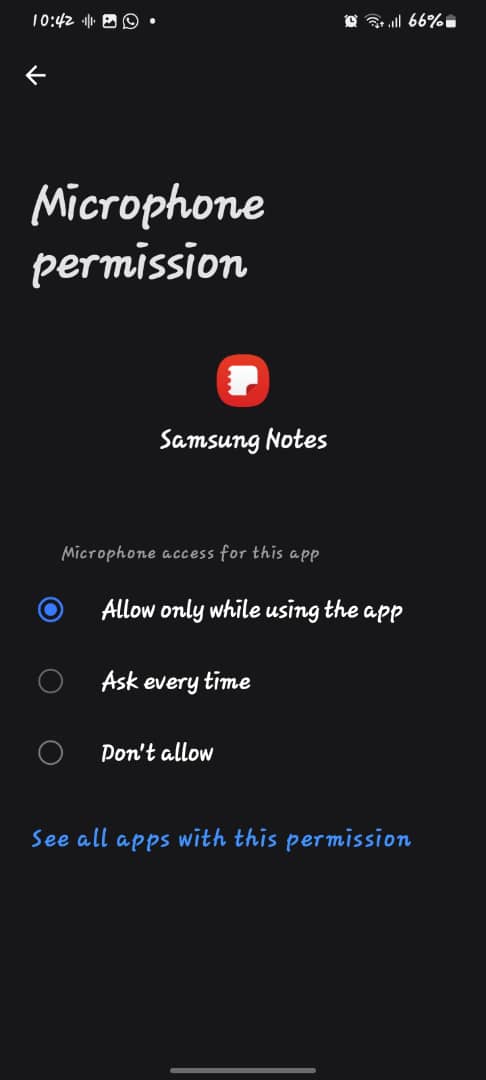 10:42 66%
Microphone
permission
Samsung Notes
Microphone access for this app
Allow only while using the app
Ask every time
Don't allow
See all apps with this permission